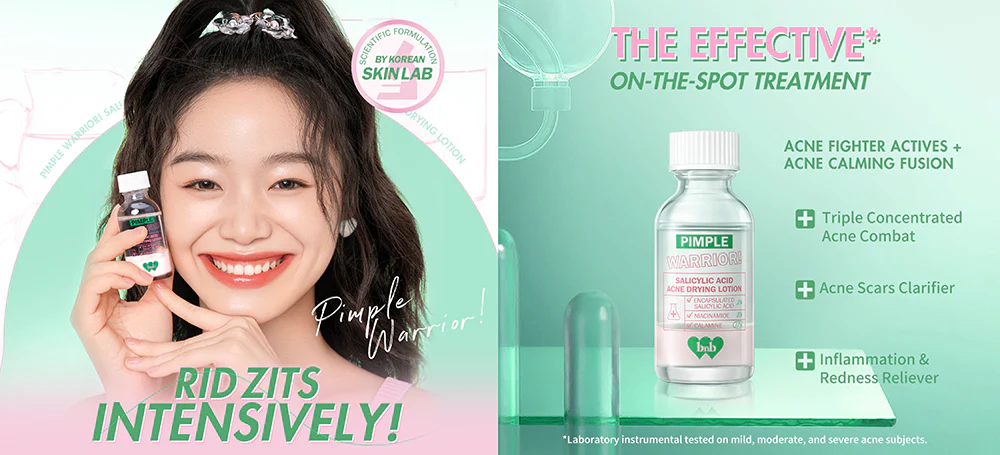 SCIENTIFIC FORMULATION
BY KOREAN
SKIN LAB
PIMPLE WARRIOR! SALI
DRYING LOTION
PIMPLE
bnb
Pimple
Warrior!
RID ZITS
INTENSIVELY!
THE EFFECTIVE*
ON-THE-SPOT TREATMENT
ACNE FIGHTER ACTIVES +
ACNE CALMING FUSION
Triple Concentrated
Acne Combat
Acne Scars Clarifier
Inflammation &
Redness Reliever
PIMPLE
WARRIOR!
SALICYLIC ACID
ACNE DRYING LOTION
ENCAPSULATED
SALICYLIC ACID
NIACINAMIDE
CALAMINE
bnb
*Laboratory instrumental tested on mild, moderate, and severe acne subjects.